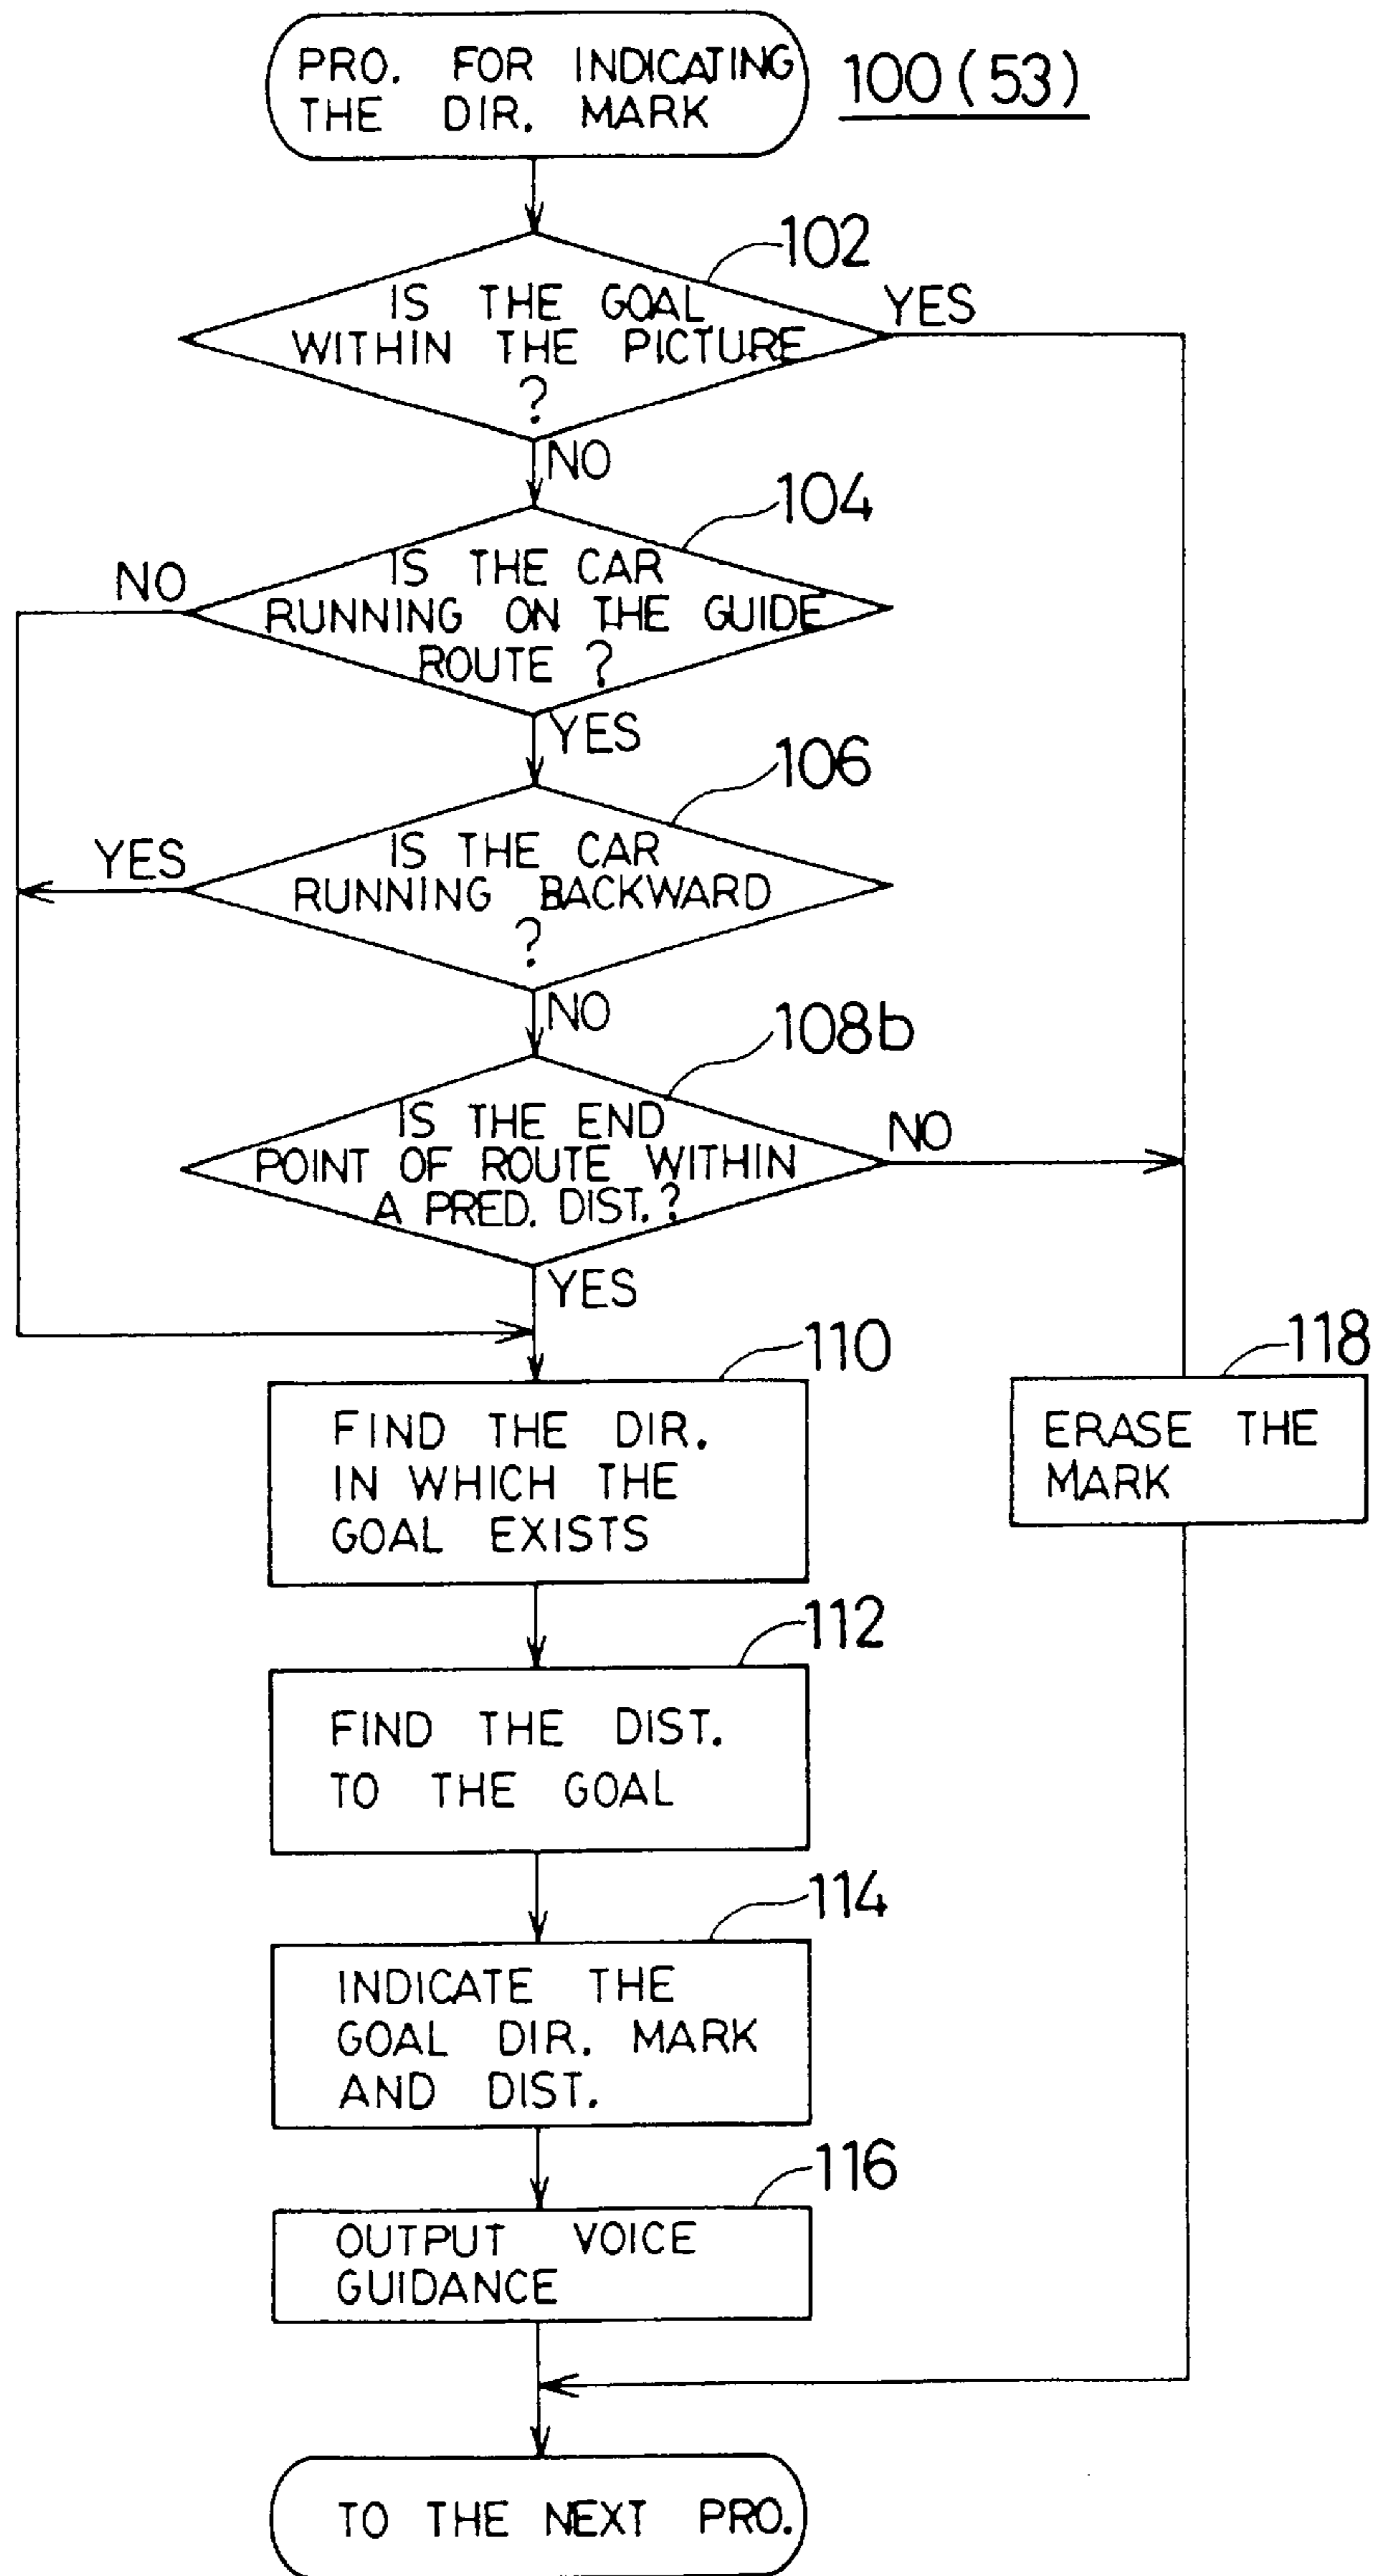 PRO. FOR INDICATING
THE DIR. MARK
100 (53)
102
IS THE GOAL
WITHIN THE PICTURE
?
YES
NO
104
IS THE CAR
RUNNING ON THE GUIDE
ROUTE ?
NO
YES
106
IS THE CAR
RUNNING BACKWARD
?
YES
NO
108b
IS THE END
POINT OF ROUTE WITHIN
A PRED. DIST. ?
NO
YES
110
FIND THE DIR.
IN WHICH THE
GOAL EXISTS
118
ERASE THE
MARK
112
FIND THE DIST.
TO THE GOAL
114
INDICATE THE
GOAL DIR. MARK
AND DIST.
116
OUTPUT VOICE
GUIDANCE
TO THE NEXT PRO.